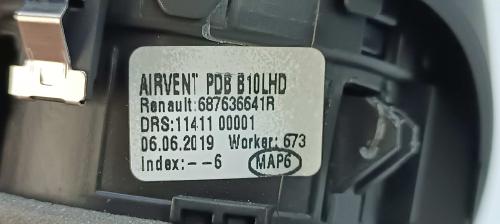 AIRVENT PDB B10LHD
Renault:687636641R
DRS:11411 00001
06.06.2019 Worker: 673
Index:--6 MAP6